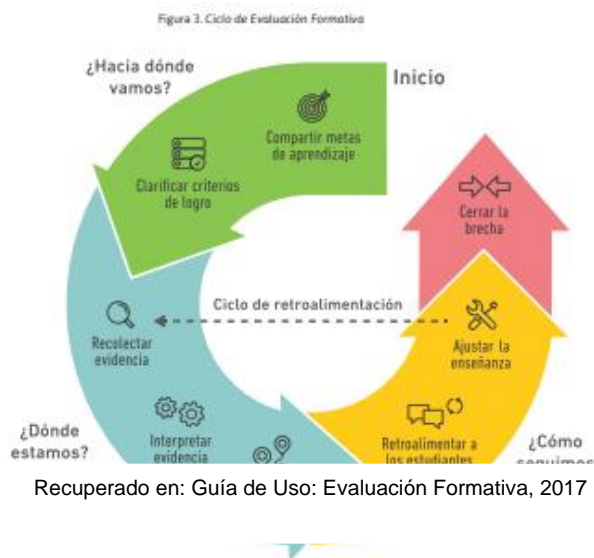 Figura 3. Ciclo de Evaluación Formativa
¿Hacia dónde
vamos?
Inicio
Compartir metas
de aprendizaje
Clarificar criterios
de logro
Cerrar la
brecha
Ciclo de retroalimentación
Recolectar
evidencia
Ajustar la
enseñanza
¿Dónde
estamos?
Interpretar
evidencia
Retroalimentar a
los estudiantes
¿Cómo
seguimos
Recuperado en: Guía de Uso: Evaluación Formativa, 2017